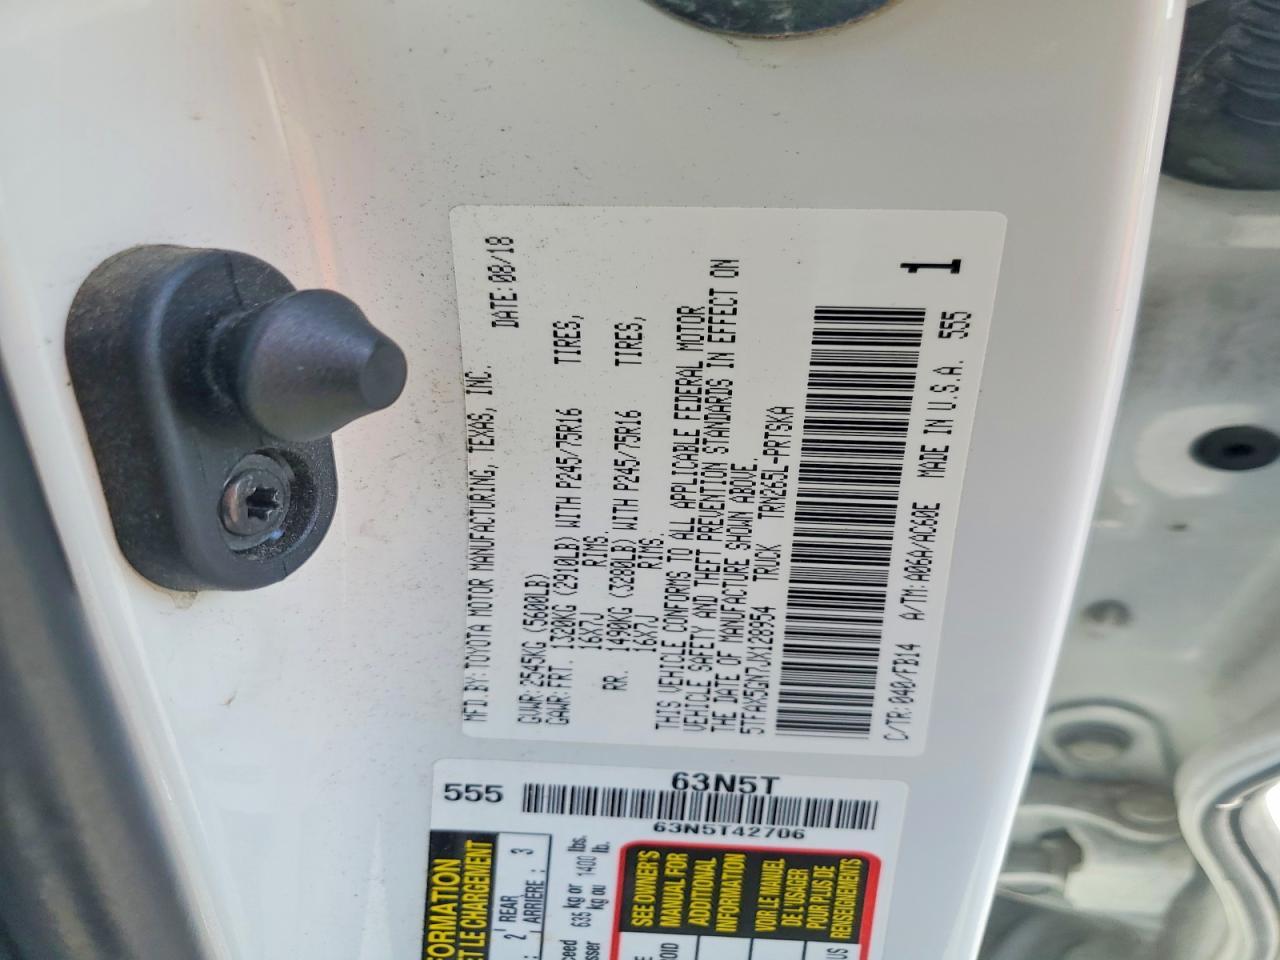 MFD.BY:TOYOTA MOTOR MANUFACTURING, TEXAS, INC.
DATE:08/18
GVWR:2545KG (5600LB)
GAWR:FRT. 1320KG (2910LB) WITH P245/75R16 TIRES,
16X7J RIMS.
RR. 1490KG (3280LB) WITH P245/75R16 TIRES,
16X7J RIMS.
THIS VEHICLE CONFORMS TO ALL APPLICABLE FEDERAL MOTOR
VEHICLE SAFETY AND THEFT PREVENTION STANDARDS IN EFFECT ON
THE DATE OF MANUFACTURE SHOWN ABOVE.
5TFAX5GN7JX128954 TRUCK TRN265L-PRTSKA
1
C/TR:040/FB14 A/TM:A06A/AC60E MADE IN U.S.A. 555
555
63N5T
63N5T42706
ET LE CHARGEMENT
2 REAR
ARRIÈRE : 3
635 kg or 1400 lbs.
kg ou lb.
SEE OWNER'S
MANUAL FOR
ADDITIONAL
INFORMATION
VOIR LE MANUEL
DE L'USAGER
POUR PLUS DE
RENSEIGNEMENTS